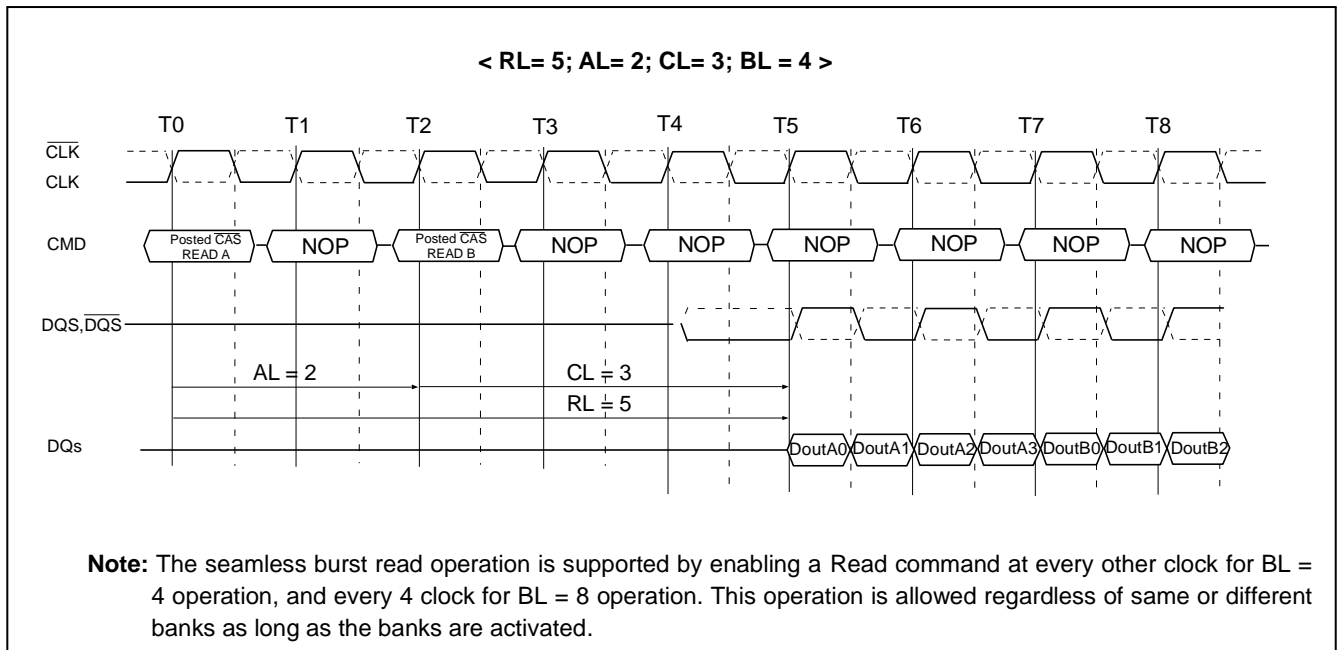 < RL= 5; AL= 2; CL= 3; BL = 4 >
T0 T1 T2 T3 T4 T5 T6 T7 T8
CLK
CLK
CMD
Posted CAS
READ A
NOP
Posted CAS
READ B
NOP NOP NOP NOP NOP NOP
DQS,DQS
AL = 2 CL = 3
RL = 5
DQs
DoutA0 DoutA1 DoutA2 DoutA3 DoutB0 DoutB1 DoutB2
Note: The seamless burst read operation is supported by enabling a Read command at every other clock for BL =
4 operation, and every 4 clock for BL = 8 operation. This operation is allowed regardless of same or different
banks as long as the banks are activated.